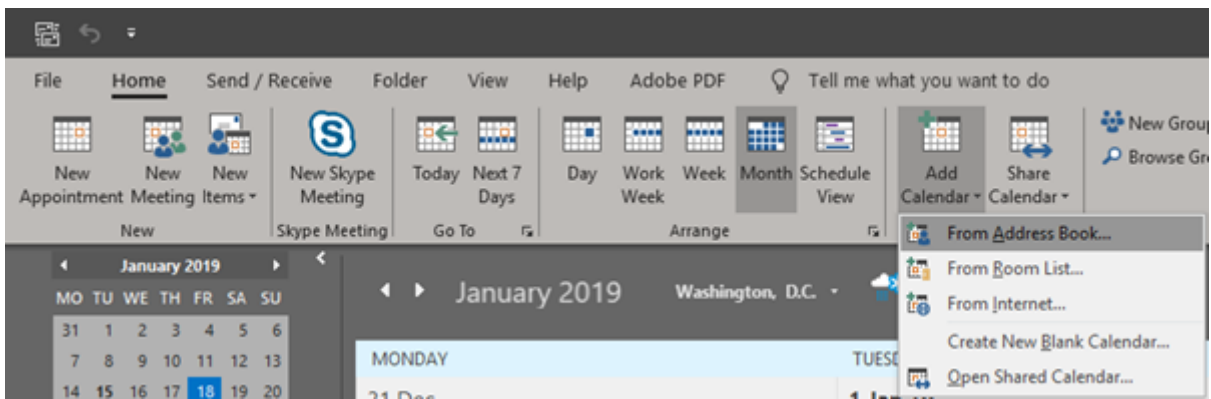 File Home Send / Receive Folder View Help Adobe PDF Tell me what you want to do
New Appointment
New Meeting
New Items
New Skype Meeting
Today
Next 7 Days
Day
Work Week
Week
Month
Schedule View
Add Calendar
Share Calendar
New
Browse
New
Skype Meeting
Go To
Arrange
From Address Book...
From Room List...
From Internet...
Create New Blank Calendar...
Open Shared Calendar...
January 2019
MO TU WE TH FR SA SU
31 1 2 3 4 5 6
7 8 9 10 11 12 13
14 15 16 17 18 19 20
January 2019
Washington, D.C.
MONDAY